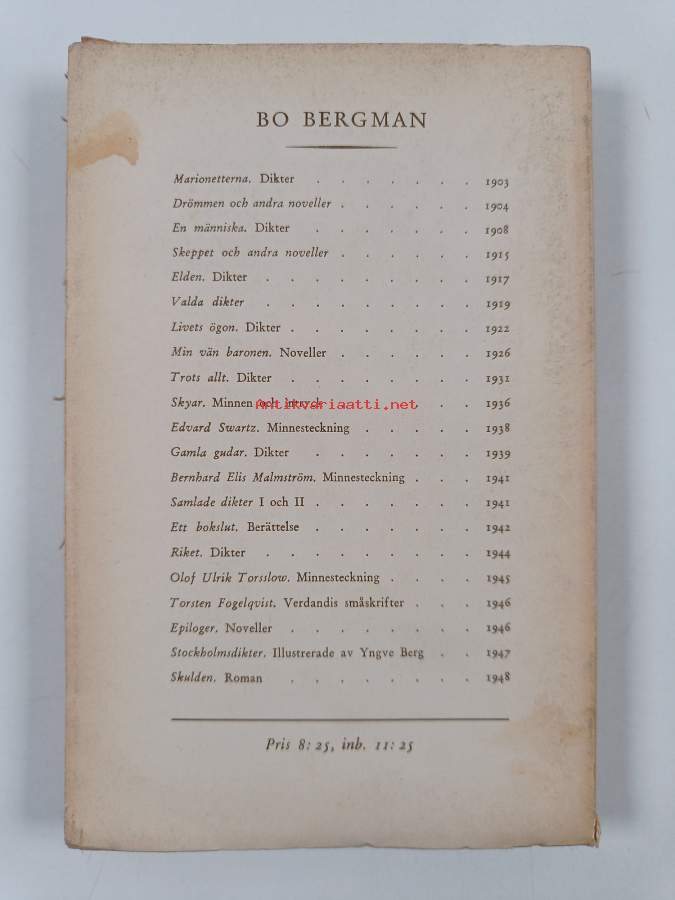 BO BERGMAN
Marionetterna. Dikter . . . . . . . 1903
Drömmen och andra noveller . . . . . . 1904
En människa. Dikter . . . . . . . 1908
Skeppet och andra noveller . . . . . . 1915
Elden. Dikter . . . . . . . . . 1917
Valda dikter . . . . . . . . . 1919
Livets ögon. Dikter . . . . . . . . 1922
Min vän baronen. Noveller . . . . . . 1926
Trots allt. Dikter . . . . . . . . 1931
Skyar. Minnen och intryck . . . 1936
Antikvariaatti.net
Edvard Swartz. Minnesteckning . . . . . 1938
Gamla gudar. Dikter . . . . . . . 1939
Bernhard Elis Malmström. Minnesteckning . . . 1941
Samlade dikter I och II . . . . . . . 1941
Ett bokslut. Berättelse . . . . . . . 1942
Riket. Dikter . . . . . . . . . 1944
Olof Ulrik Torsslow. Minnesteckning . . . . 1945
Torsten Fogelqvist. Verdandis småskrifter . . . 1946
Epiloger. Noveller . . . . . . . . 1946
Stockholmsdikter. Illustrerade av Yngve Berg . . 1947
Skulden. Roman . . . . . . . . 1948
Pris 8: 25, inb. 11: 25